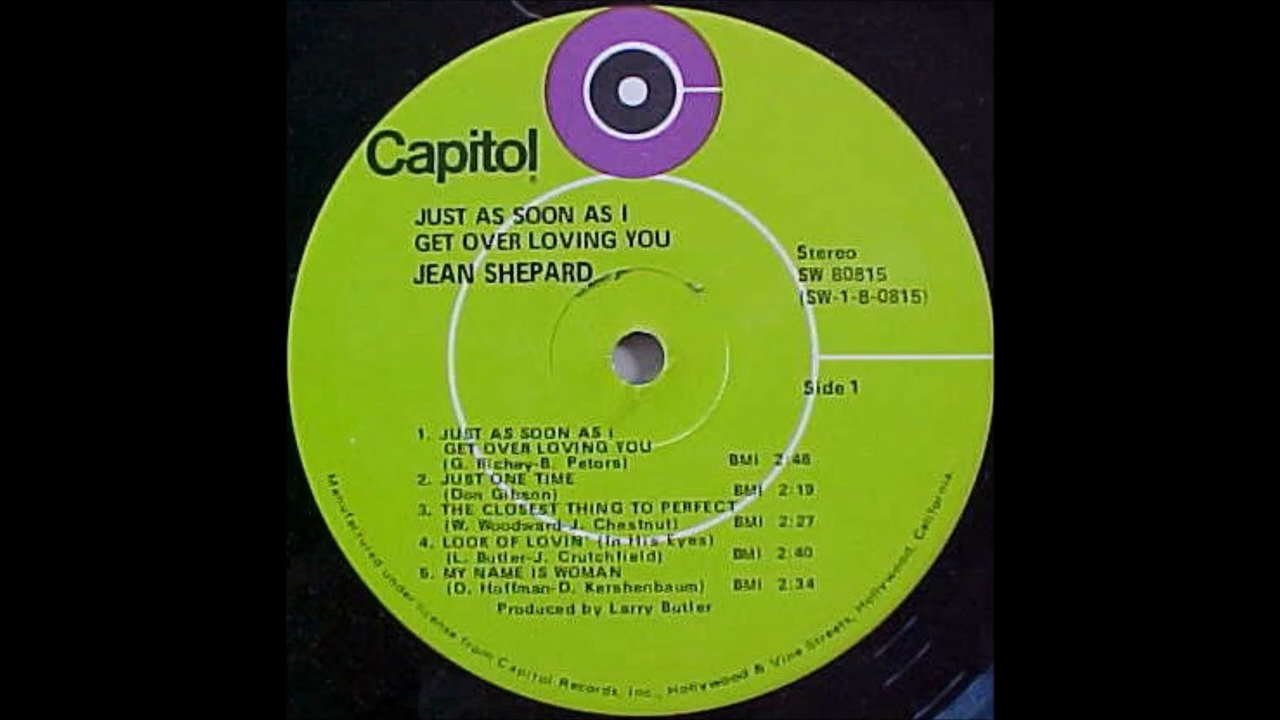 Capitol
JUST AS SOON AS I
GET OVER LOVING YOU
JEAN SHEPARD
Stereo
SW 80815
(SW-1-8-0815)
Side 1
1. JUST AS SOON AS I
GET OVER LOVING YOU
(G. Richey-B. Peters) BMI 2:46
2. JUST ONE TIME
(Don Gibson) BMI 2:19
3. THE CLOSEST THING TO PERFECT
(W. Woodward-J. Chestnut) BMI 2:27
4. LOOK OF LOVIN' (In His Eyes)
(L. Butler-J. Crutchfield) BMI 2:40
5. MY NAME IS WOMAN
(D. Hoffman-D. Kershenbaum) BMI 2:34
Produced by Larry Butler
Manufactured under license from Capitol Records, Inc., Hollywood & Vine Streets, Hollywood, California